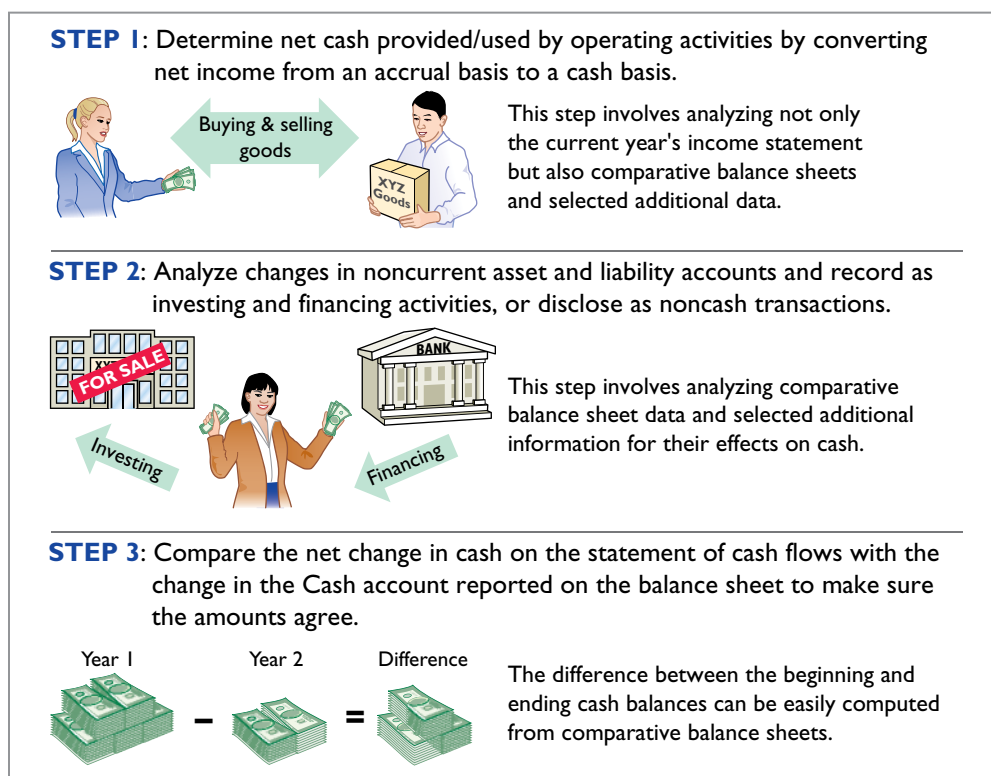 STEP 1: Determine net cash provided/used by operating activities by converting
net income from an accrual basis to a cash basis.
Buying & selling
goods
XYZ
Goods
This step involves analyzing not only
the current year's income statement
but also comparative balance sheets
and selected additional data.
STEP 2: Analyze changes in noncurrent asset and liability accounts and record as
investing and financing activities, or disclose as noncash transactions.
FOR SALE
BANK
Investing
Financing
This step involves analyzing comparative
balance sheet data and selected additional
information for their effects on cash.
STEP 3: Compare the net change in cash on the statement of cash flows with the
change in the Cash account reported on the balance sheet to make sure
the amounts agree.
Year 1
Year 2
Difference
–
=
The difference between the beginning and
ending cash balances can be easily computed
from comparative balance sheets.